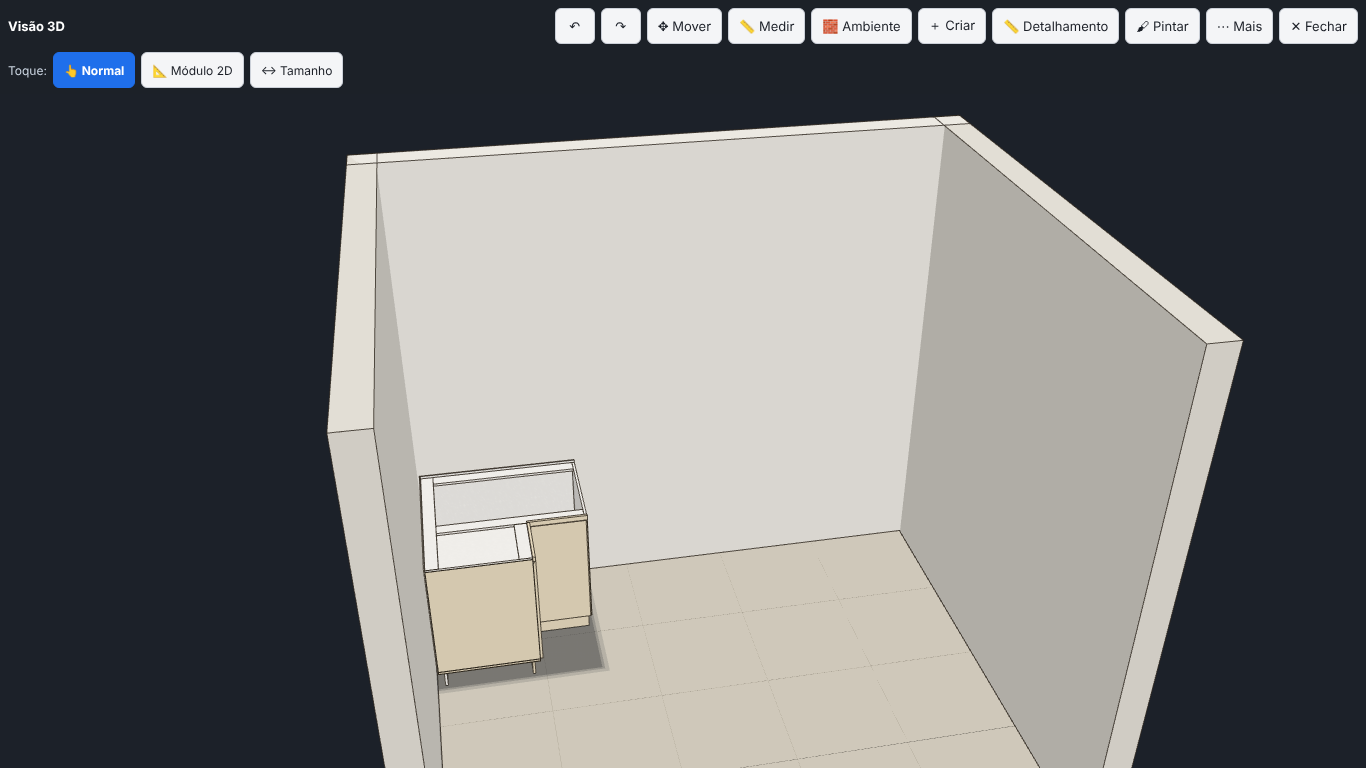 Visão 3D
↶ ↷ ✥ Mover 📏 Medir 🧱 Ambiente + Criar 📏 Detalhamento 🖌 Pintar ⋯ Mais ✕ Fechar
Toque: 👆 Normal 📐 Módulo 2D ↔ Tamanho